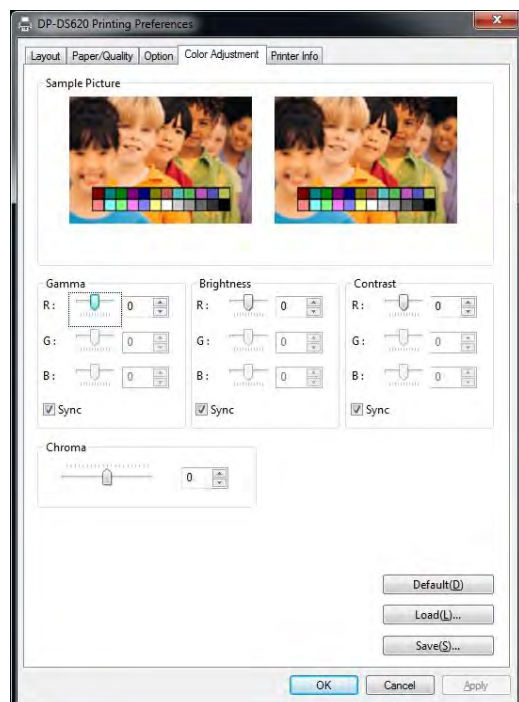 DP-DS620 Printing Preferences
Layout Paper/Quality Option Color Adjustment Printer Info
Sample Picture
Gamma Brightness Contrast
R: 0 R: 0 R: 0
G: 0 G: 0 G: 0
B: 0 B: 0 B: 0
Sync Sync Sync
Chroma
0
Default(D)
Load(L)...
Save(S)...
OK Cancel Apply